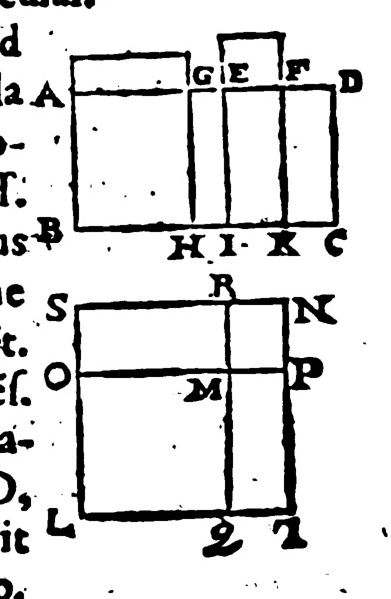 d
la A G E F D
o-
ſ.
us B H I K C
ne S R N
t.
O M P
Eſ.
a-
D,
it L Q T
o.